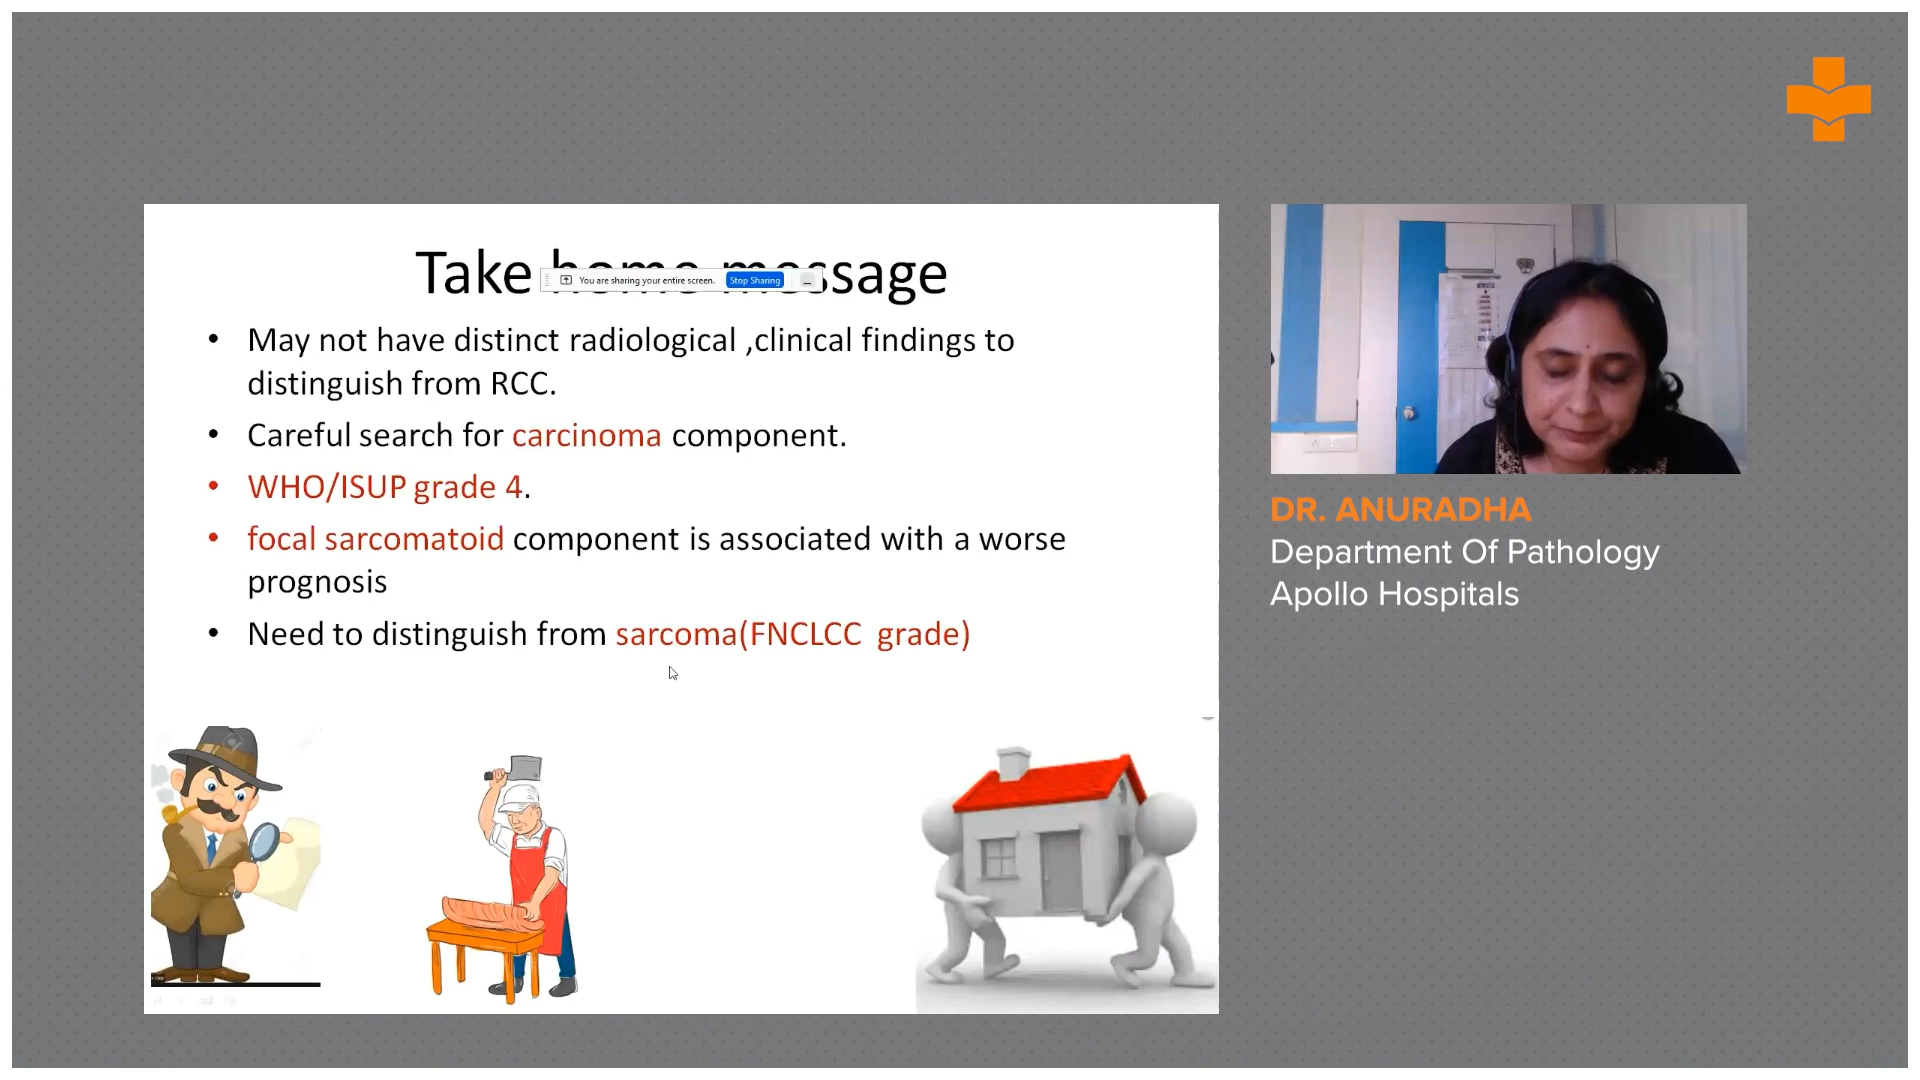 Take home message
You are sharing your entire screen. Stop Sharing
• May not have distinct radiological ,clinical findings to
distinguish from RCC.
• Careful search for carcinoma component.
• WHO/ISUP grade 4.
• focal sarcomatoid component is associated with a worse
prognosis
• Need to distinguish from sarcoma(FNCLCC  grade)
DR. ANURADHA
Department Of Pathology
Apollo Hospitals